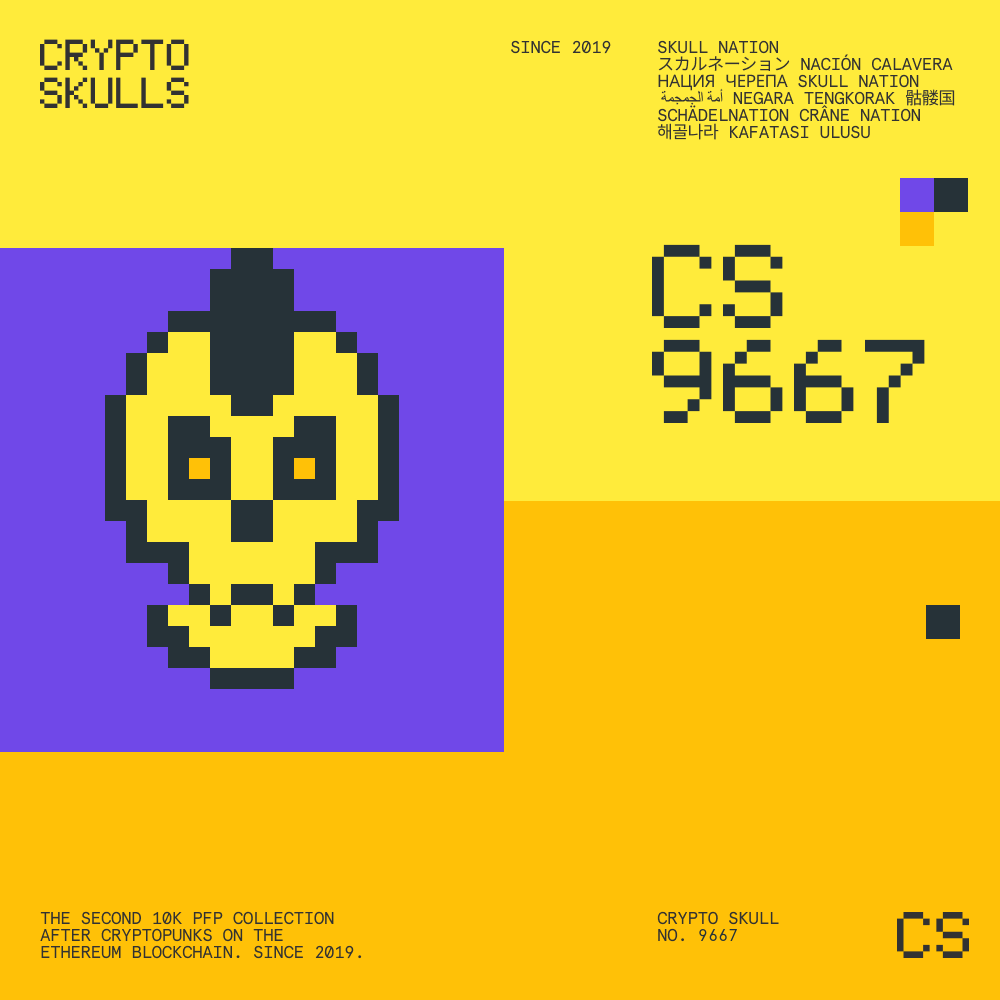 CRYPTO
SKULLS
SINCE 2019
SKULL NATION
スカルネーション NACIÓN CALAVERA
НАЦИЯ ЧЕРЕПА SKULL NATION
أمة الجمجمة NEGARA TENGKORAK 骷髅国
SCHÄDELNATION CRÂNE NATION
해골나라 KAFATASI ULUSU
CS
9667
THE SECOND 10K PFP COLLECTION
AFTER CRYPTOPUNKS ON THE
ETHEREUM BLOCKCHAIN. SINCE 2019.
CRYPTO SKULL
NO. 9667
CS